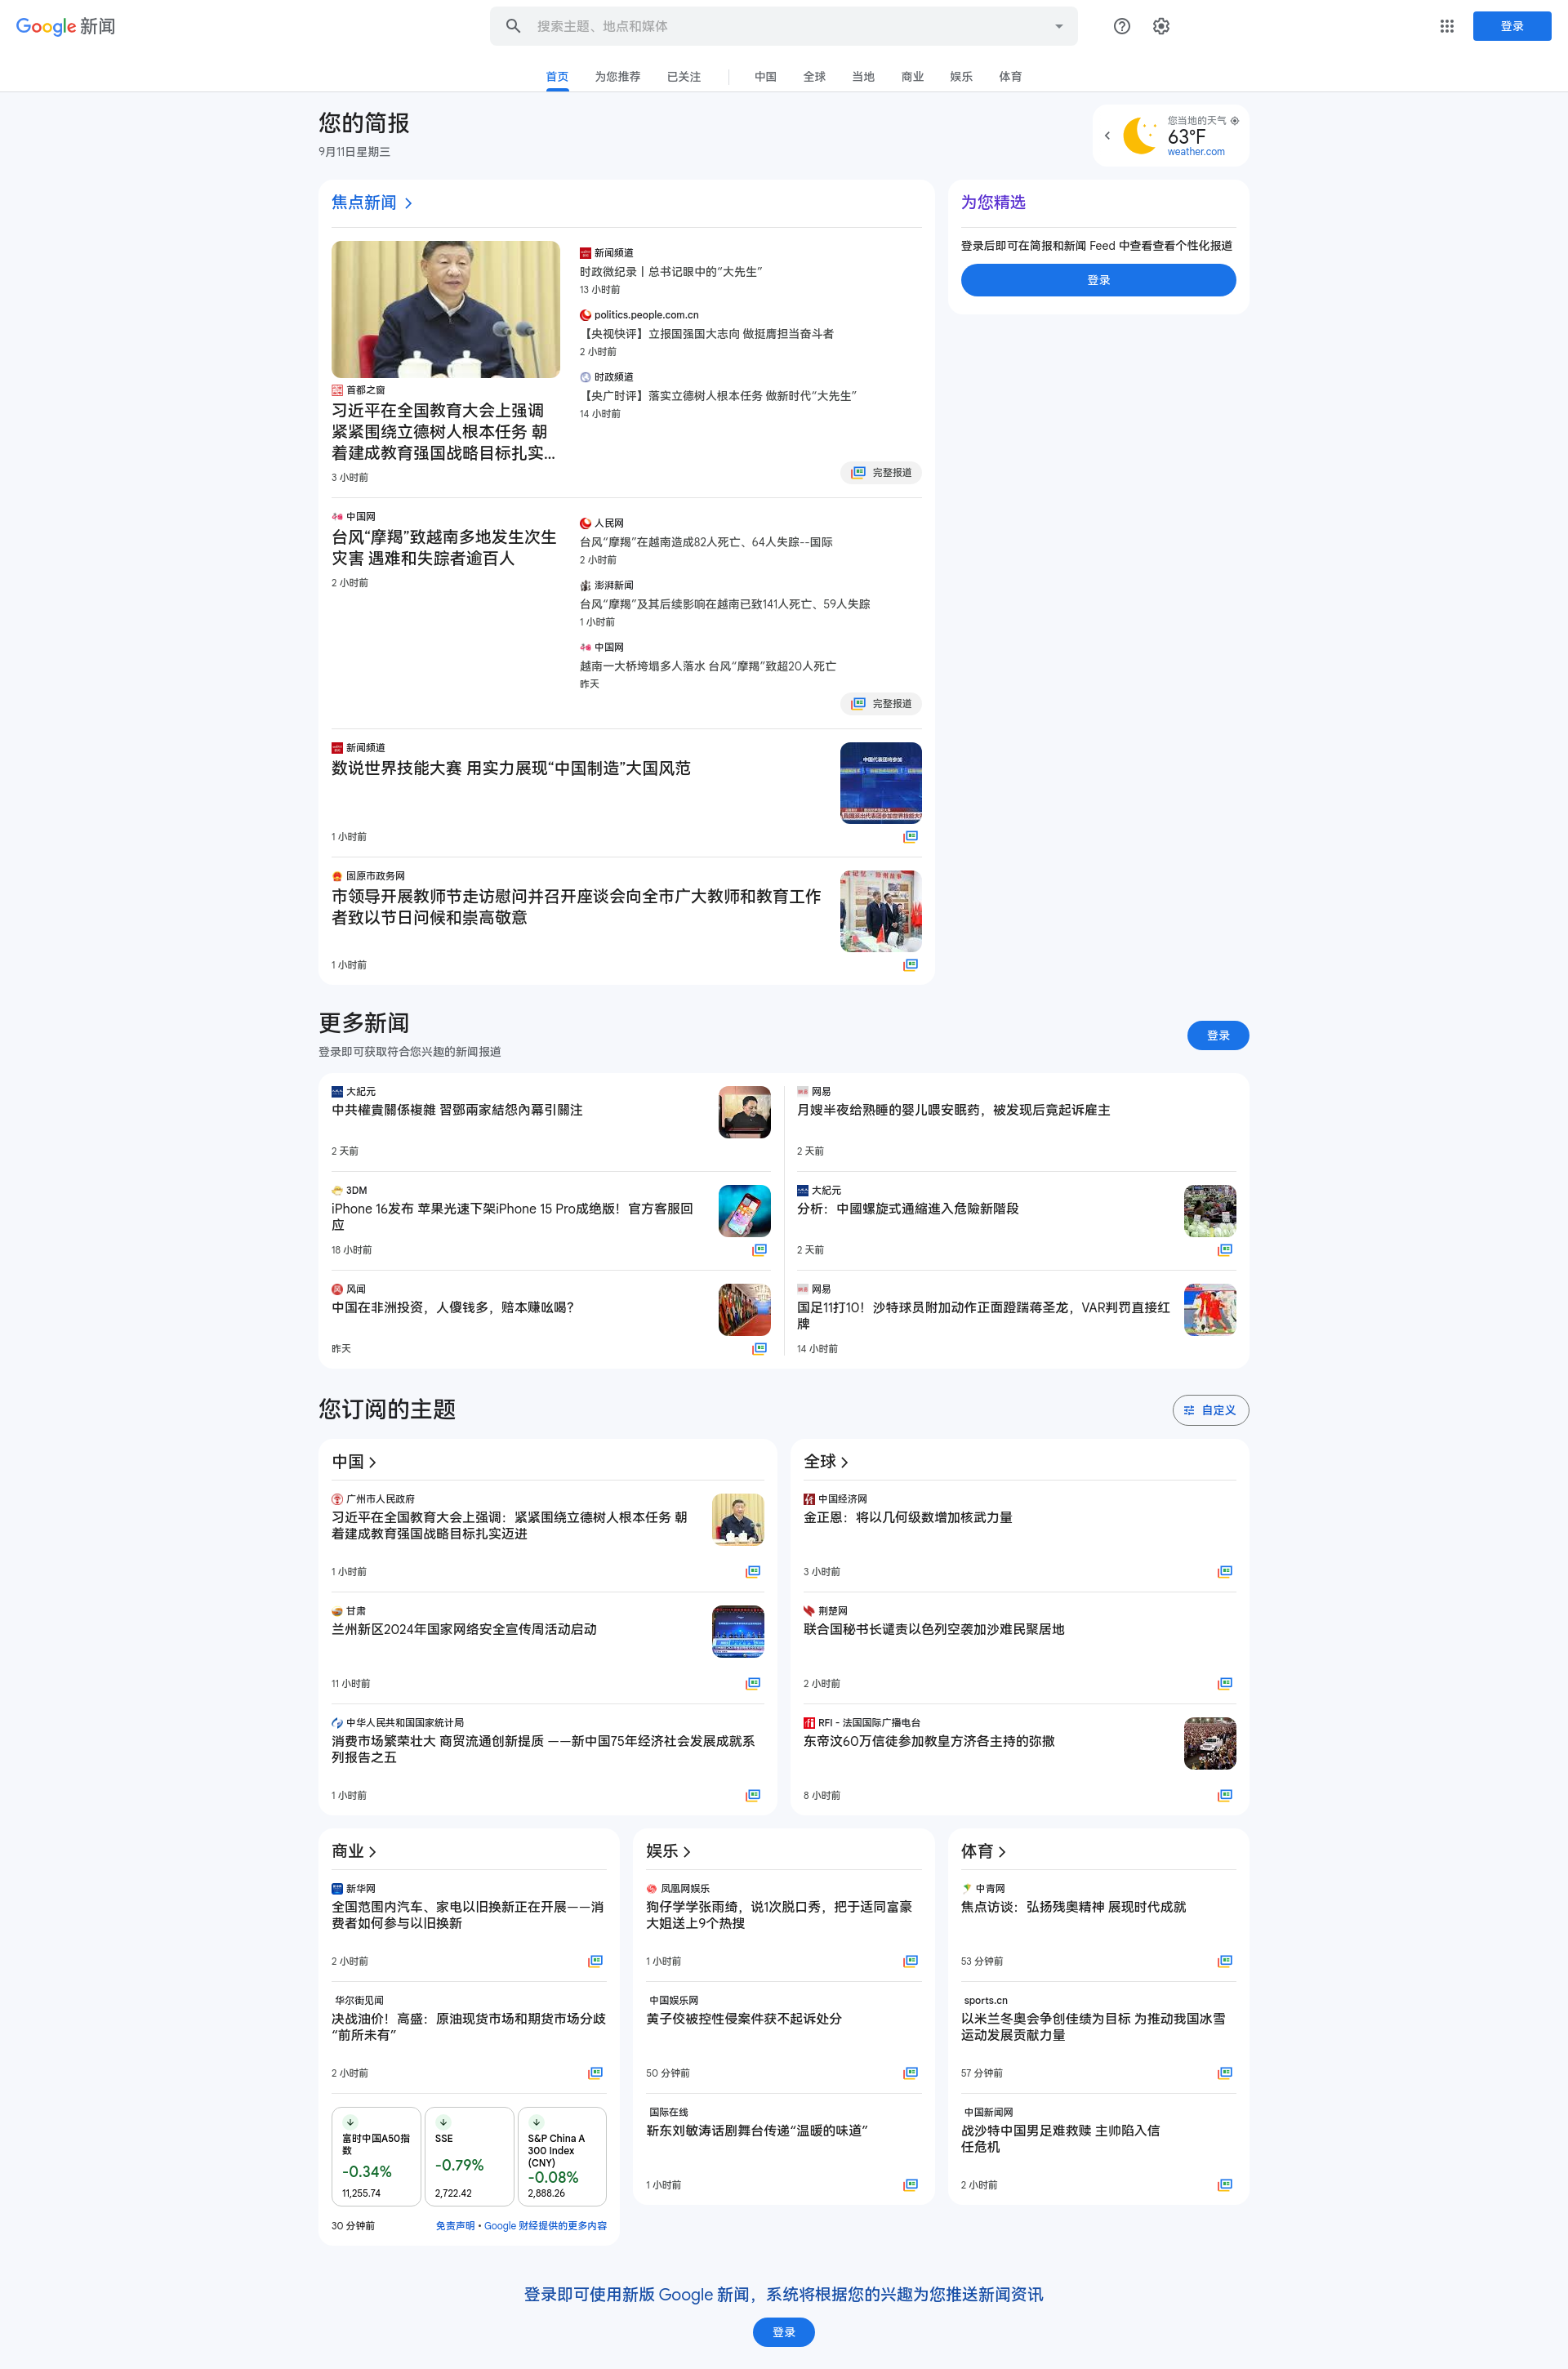 Google 新闻
搜索主题、地点和媒体
登录
首页
为您推荐
已关注
中国
全球
当地
商业
娱乐
体育
您的简报
9月11日星期三
您当地的天气
63°F
weather.com
焦点新闻
首都之窗
习近平在全国教育大会上强调
紧紧围绕立德树人根本任务 朝
着建成教育强国战略目标扎实...
3 小时前
新闻频道
时政微纪录丨总书记眼中的“大先生”
13 小时前
politics.people.com.cn
【央视快评】立报国强国大志向 做挺膺担当奋斗者
2 小时前
时政频道
【央广时评】落实立德树人根本任务 做新时代“大先生”
14 小时前
完整报道
中国网
台风“摩羯”致越南多地发生次生
灾害 遇难和失踪者逾百人
2 小时前
人民网
台风“摩羯”在越南造成82人死亡、64人失踪--国际
2 小时前
澎湃新闻
台风“摩羯”及其后续影响在越南已致141人死亡、59人失踪
1 小时前
中国网
越南一大桥垮塌多人落水 台风“摩羯”致超20人死亡
昨天
完整报道
新闻频道
数说世界技能大赛 用实力展现“中国制造”大国风范
1 小时前
中国代表团将参加
固原市政务网
市领导开展教师节走访慰问并召开座谈会向全市广大教师和教育工作
者致以节日问候和崇高敬意
1 小时前
为您精选
登录后即可在简报和新闻 Feed 中查看查看个性化报道
登录
更多新闻
登录即可获取符合您兴趣的新闻报道
登录
大紀元
中共權貴關係複雜 習鄧兩家結怨內幕引關注
2 天前
3DM
iPhone 16发布 苹果光速下架iPhone 15 Pro成绝版！官方客服回
应
18 小时前
风闻
中国在非洲投资，人傻钱多，赔本赚吆喝？
昨天
网易
月嫂半夜给熟睡的婴儿喂安眠药，被发现后竟起诉雇主
2 天前
大紀元
分析：中國螺旋式通縮進入危險新階段
2 天前
网易
国足11打10！沙特球员附加动作正面蹬踹蒋圣龙，VAR判罚直接红
牌
14 小时前
您订阅的主题
自定义
中国
广州市人民政府
习近平在全国教育大会上强调：紧紧围绕立德树人根本任务 朝
着建成教育强国战略目标扎实迈进
1 小时前
甘肃
兰州新区2024年国家网络安全宣传周活动启动
11 小时前
中华人民共和国国家统计局
消费市场繁荣壮大 商贸流通创新提质 ——新中国75年经济社会发展成就系
列报告之五
1 小时前
全球
中国经济网
金正恩：将以几何级数增加核武力量
3 小时前
荆楚网
联合国秘书长谴责以色列空袭加沙难民聚居地
2 小时前
RFI - 法国国际广播电台
东帝汶60万信徒参加教皇方济各主持的弥撒
8 小时前
商业
新华网
全国范围内汽车、家电以旧换新正在开展——消
费者如何参与以旧换新
2 小时前
华尔街见闻
决战油价！高盛：原油现货市场和期货市场分歧
“前所未有”
2 小时前
富时中国A50指
数
-0.34%
11,255.74
SSE
-0.79%
2,722.42
S&P China A
300 Index
(CNY)
-0.08%
2,888.26
30 分钟前
免责声明 • Google 财经提供的更多内容
娱乐
凤凰网娱乐
狗仔学学张雨绮，说1次脱口秀，把于适同富豪
大姐送上9个热搜
1 小时前
中国娱乐网
黄子佼被控性侵案件获不起诉处分
50 分钟前
国际在线
靳东刘敏涛话剧舞台传递“温暖的味道”
1 小时前
体育
中青网
焦点访谈：弘扬残奥精神 展现时代成就
53 分钟前
sports.cn
以米兰冬奥会争创佳绩为目标 为推动我国冰雪
运动发展贡献力量
57 分钟前
中国新闻网
战沙特中国男足难救赎 主帅陷入信
任危机
2 小时前
登录即可使用新版 Google 新闻，系统将根据您的兴趣为您推送新闻资讯
登录